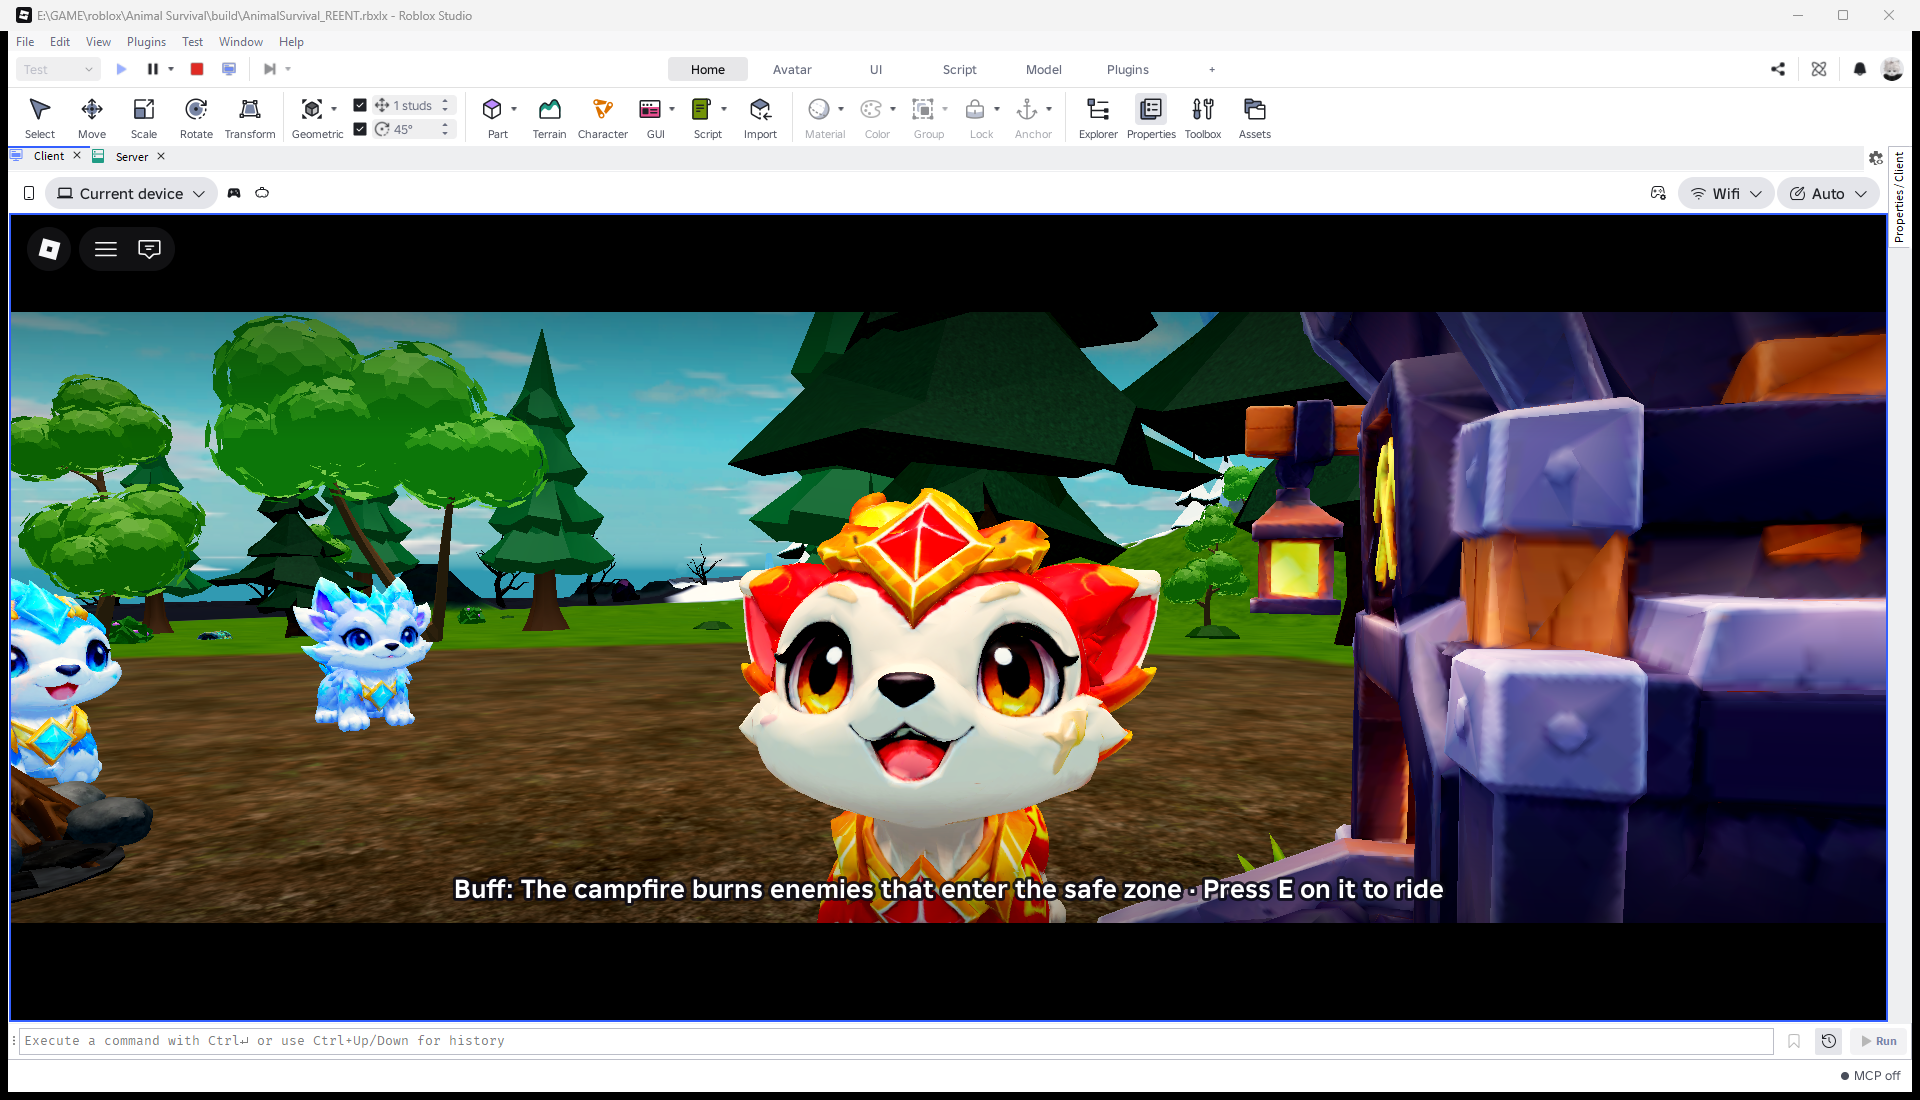 E:\GAME\roblox\Animal Survival\build\AnimalSurvival_REENT.rbxlx - Roblox Studio
File Edit View Plugins Test Window Help
Test
Home Avatar UI Script Model Plugins +
1 studs
45°
Select Move Scale Rotate Transform Geometric Part Terrain Character GUI Script Import Material Color Group Lock Anchor Explorer Properties Toolbox Assets
Client Server
Properties / Client
Current device
Wifi
Auto
Buff: The campfire burns enemies that enter the safe zone · Press E on it to ride
Execute a command with Ctrl↵ or use Ctrl+Up/Down for history
Run
MCP off